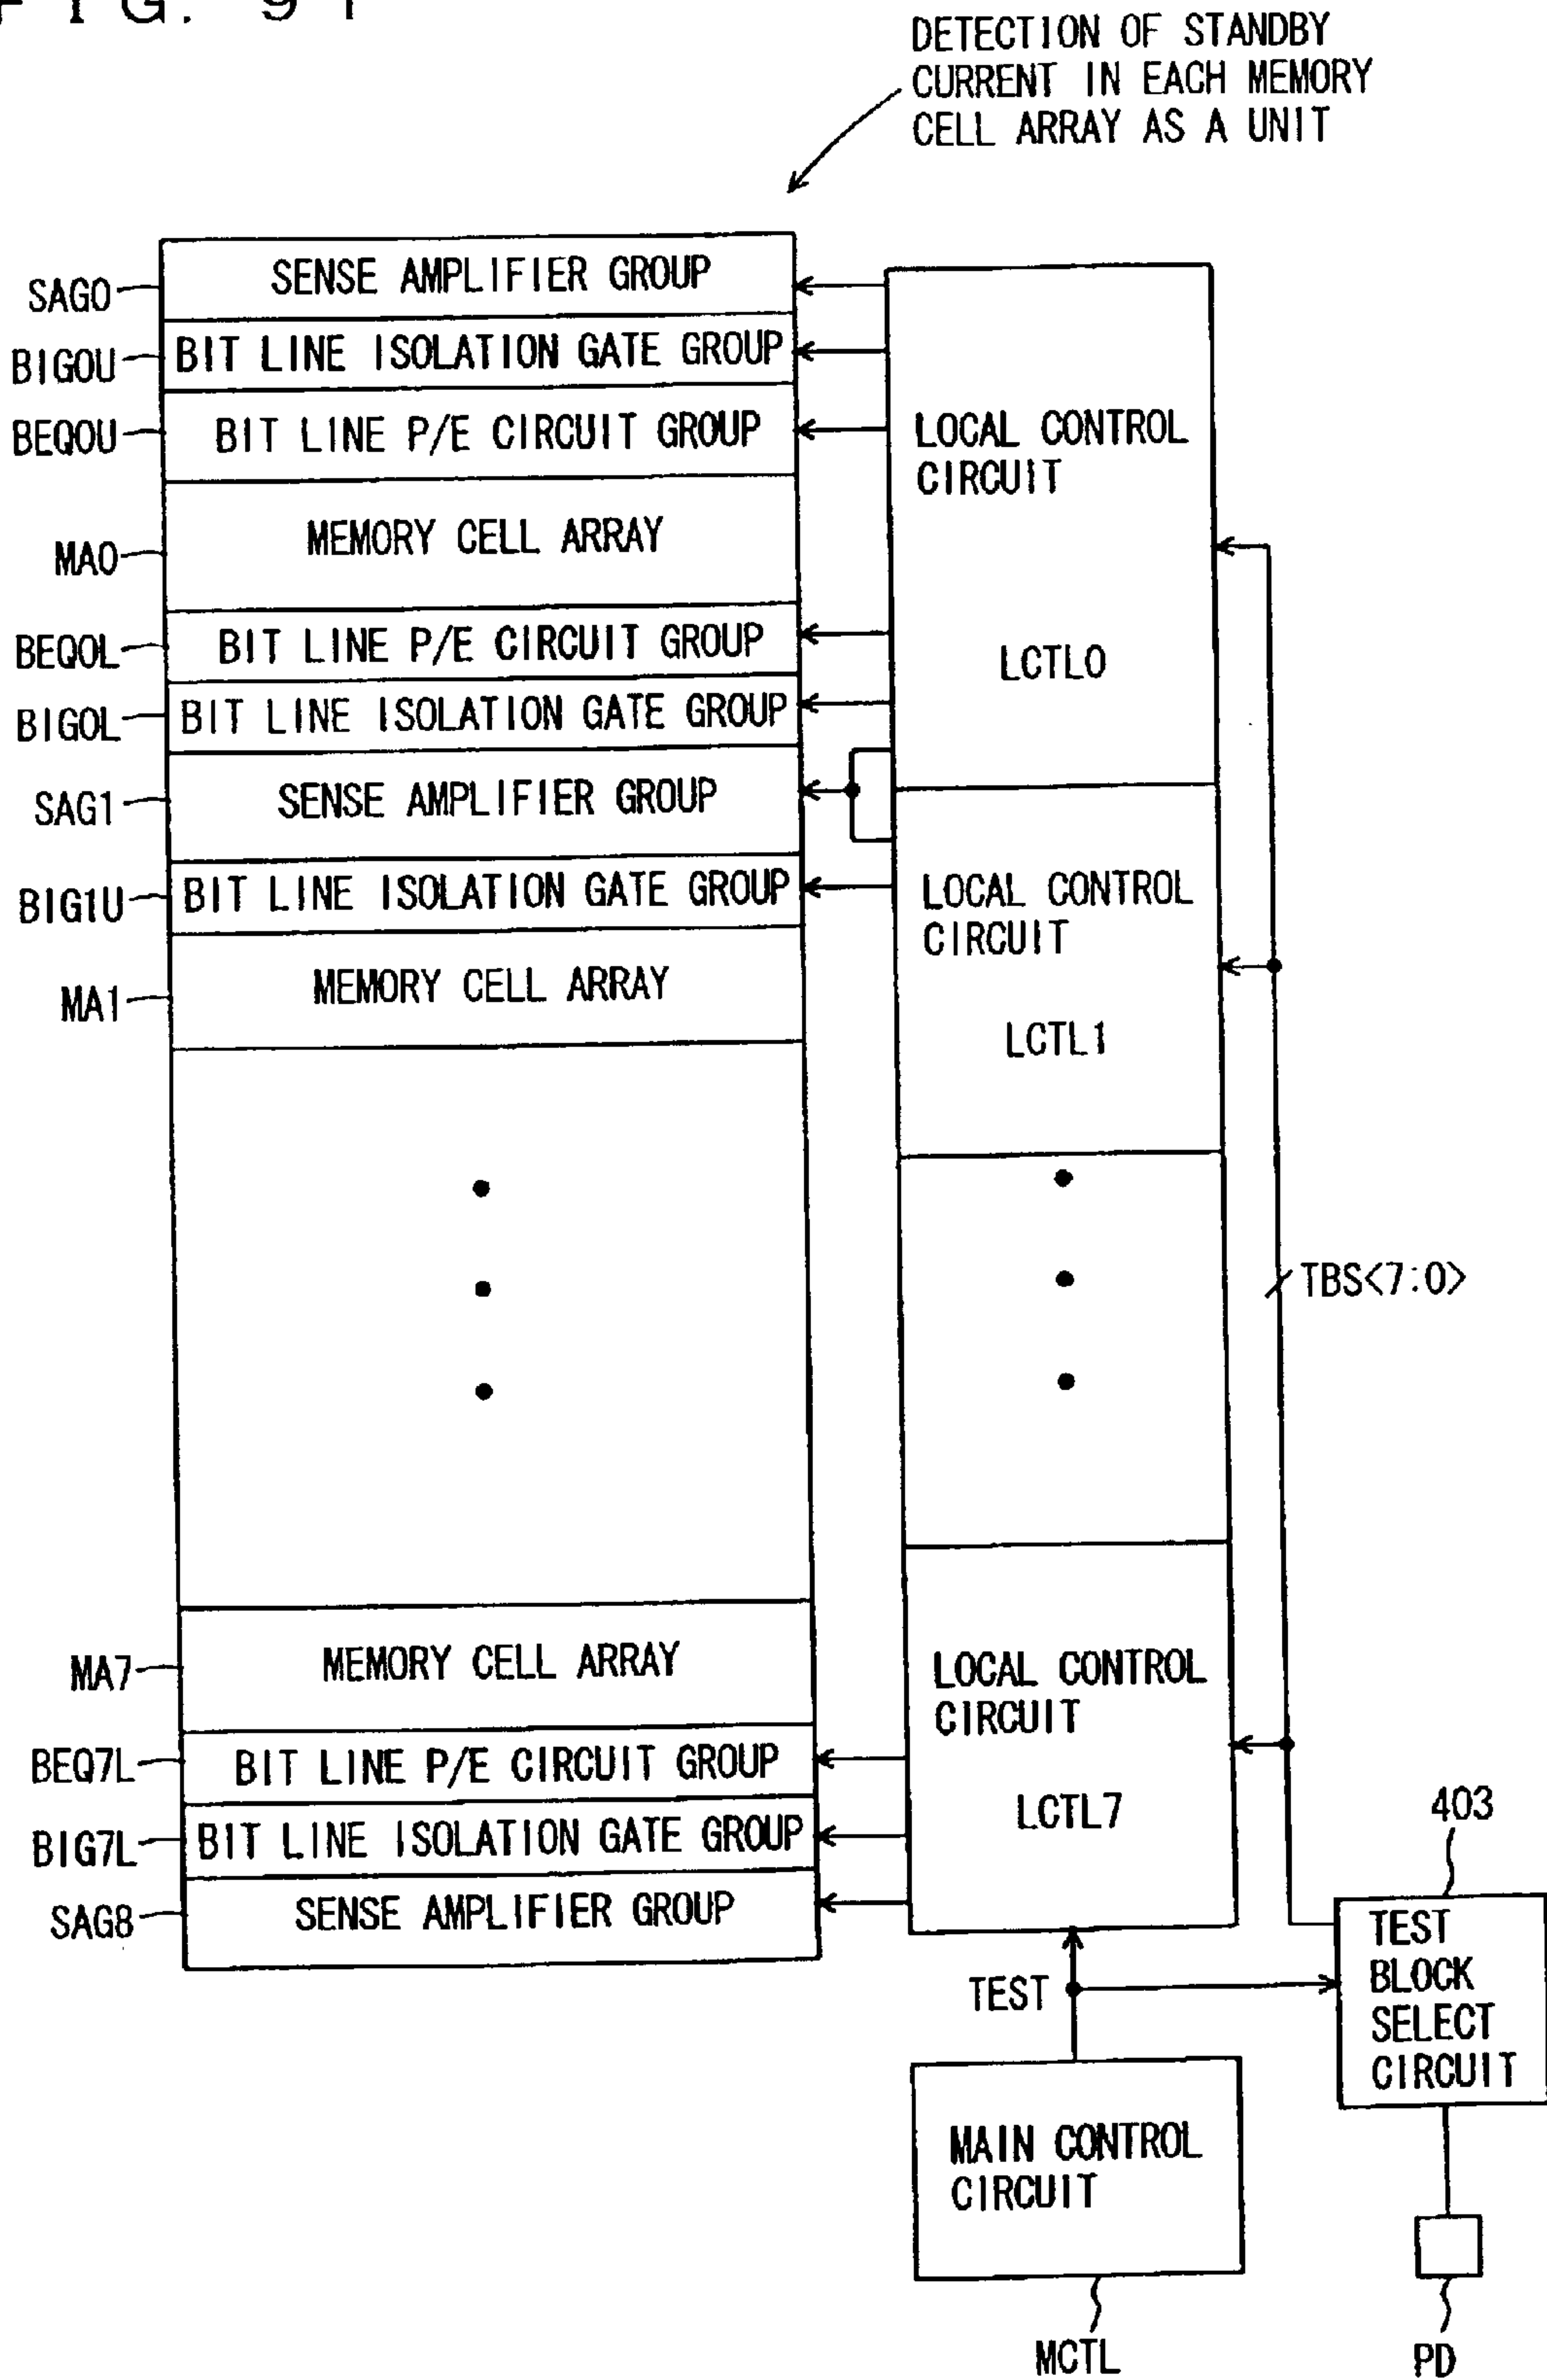 FIG. 91
DETECTION OF STANDBY
CURRENT IN EACH MEMORY
CELL ARRAY AS A UNIT
SAG0
SENSE AMPLIFIER GROUP
BIG0U
BIT LINE ISOLATION GATE GROUP
BEQ0U
BIT LINE P/E CIRCUIT GROUP
LOCAL CONTROL
CIRCUIT
MA0
MEMORY CELL ARRAY
BEQ0L
BIT LINE P/E CIRCUIT GROUP
LCTL0
BIG0L
BIT LINE ISOLATION GATE GROUP
SAG1
SENSE AMPLIFIER GROUP
BIG1U
BIT LINE ISOLATION GATE GROUP
LOCAL CONTROL
CIRCUIT
MA1
MEMORY CELL ARRAY
LCTL1
TBS<7:0>
MA7
MEMORY CELL ARRAY
LOCAL CONTROL
CIRCUIT
BEQ7L
BIT LINE P/E CIRCUIT GROUP
LCTL7
BIG7L
BIT LINE ISOLATION GATE GROUP
SAG8
SENSE AMPLIFIER GROUP
403
TEST
BLOCK
SELECT
CIRCUIT
TEST
MAIN CONTROL
CIRCUIT
MCTL
PD